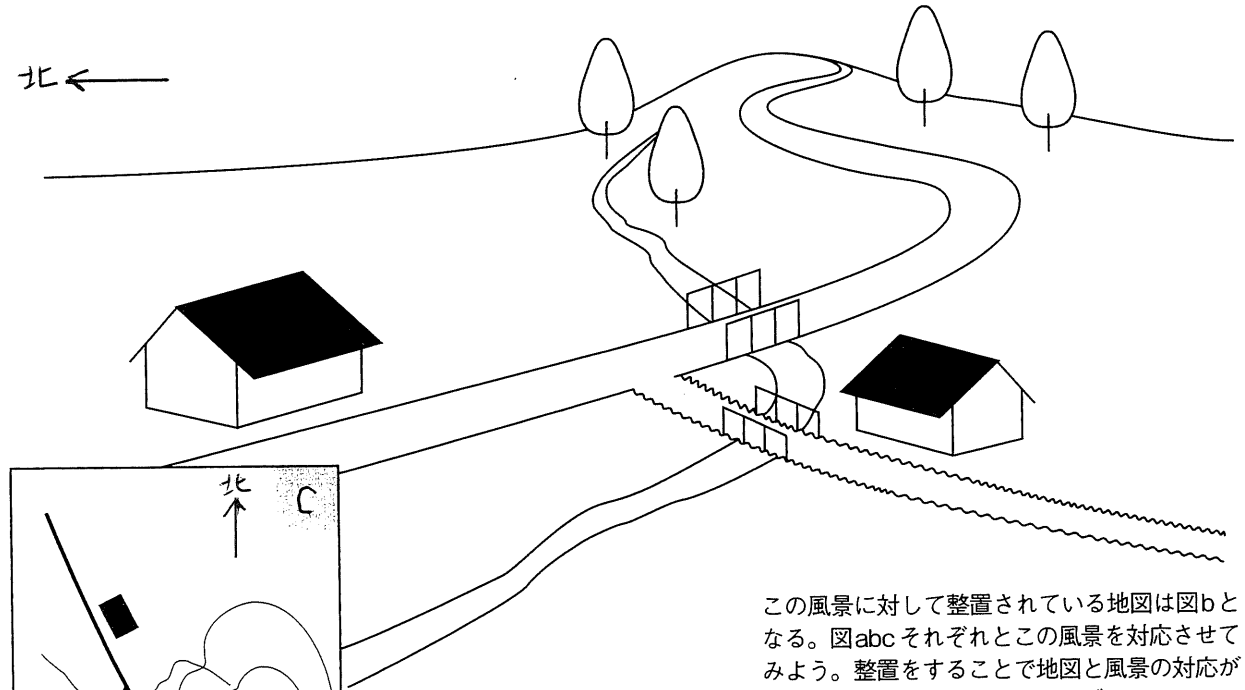 北
北
C
この風景に対して整置されている地図は図bと
なる。図abcそれぞれとこの風景を対応させて
みよう。整置をすることで地図と風景の対応が